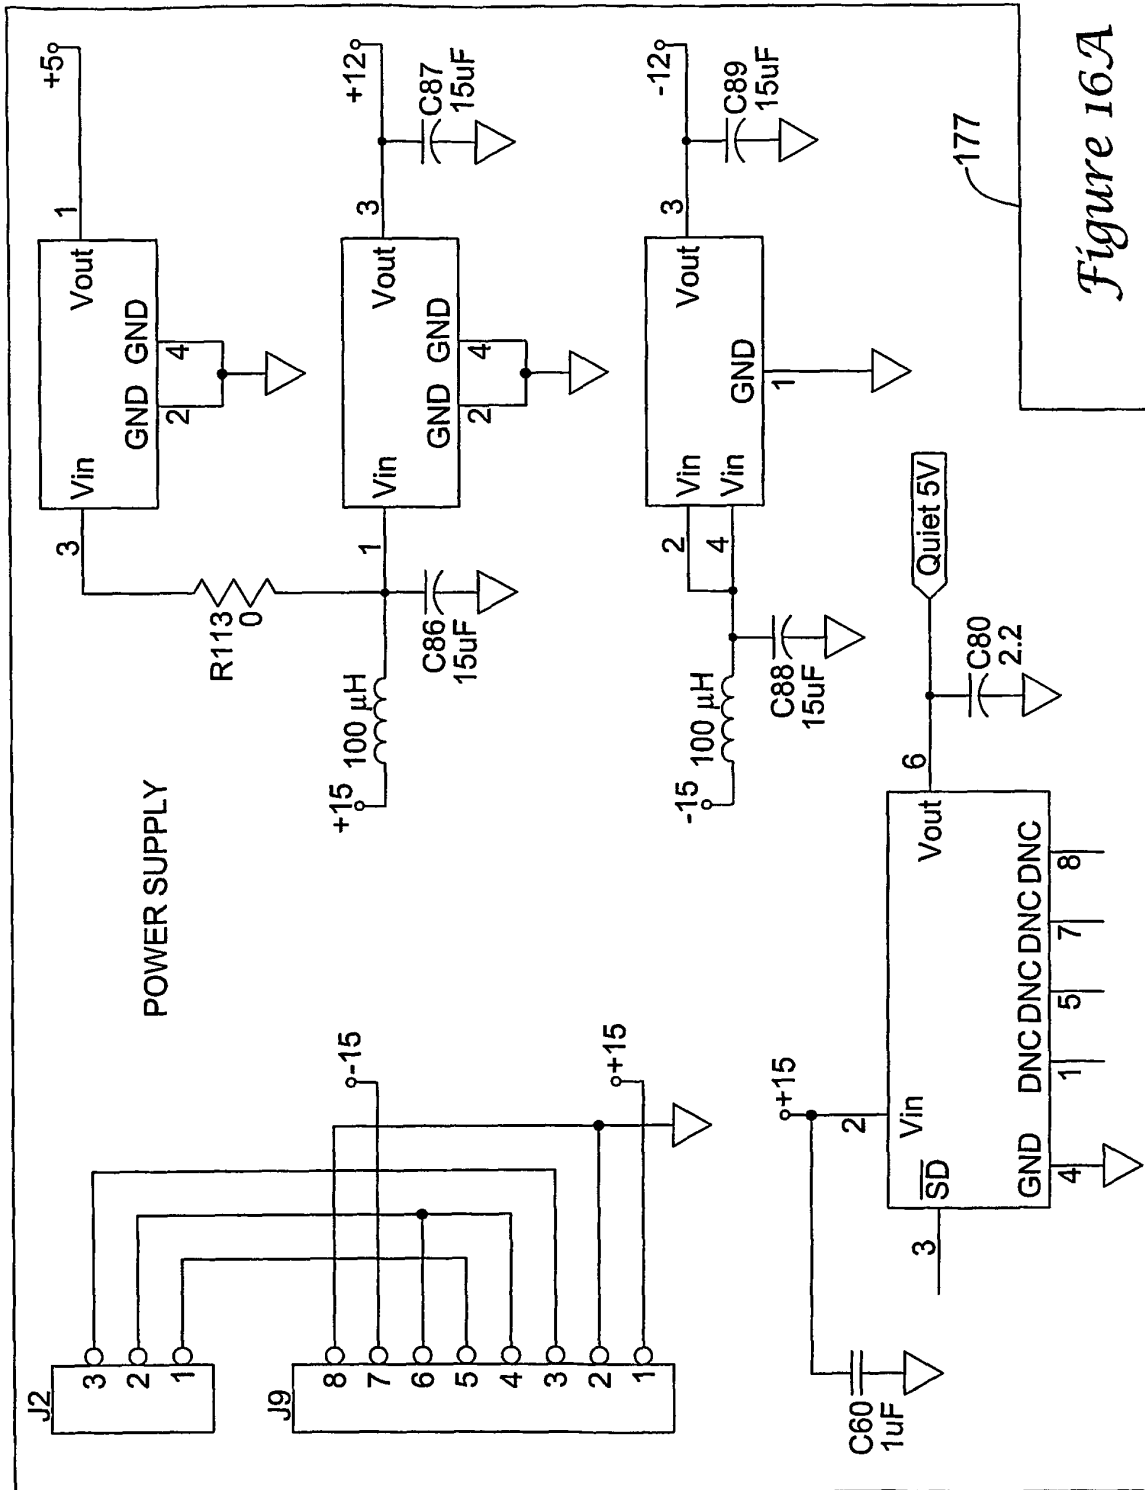 POWER SUPPLY
J2
3
2
1
J9
8
7
6
5
4
3
2
1
-15
+15
+15
100 µH
R113
0
C86
15uF
3
Vin
GND
GND
2
4
Vout
1
+5
1
Vin
GND
GND
2
4
Vout
3
+12
C87
15uF
-15
100 µH
C88
15uF
2
4
Vin
Vin
GND
1
Vout
3
-12
C89
15uF
C60
1uF
+15
2
Vin
3
SD
GND
4
DNC DNC DNC DNC
1
5
7
8
Vout
6
C80
2.2
Quiet 5V
177
Figure 16A